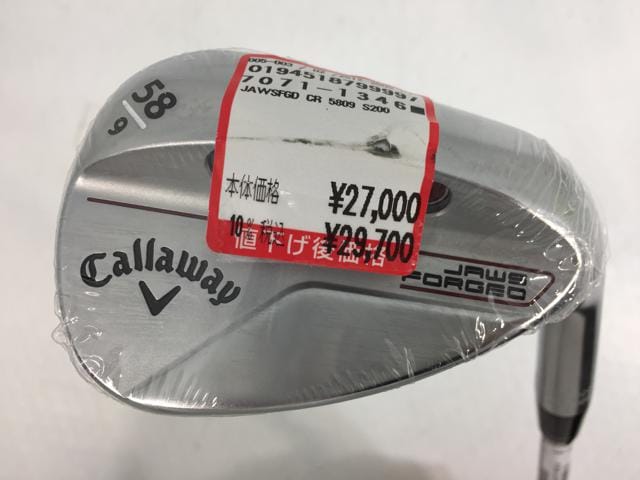 0194518799997
7071-1346
JAWSFGD CR 5809 S200
本体価格 ¥27,000
10% 税込 ¥29,700
値下げ後価格
58
9
Callaway
JAWS
FORGED